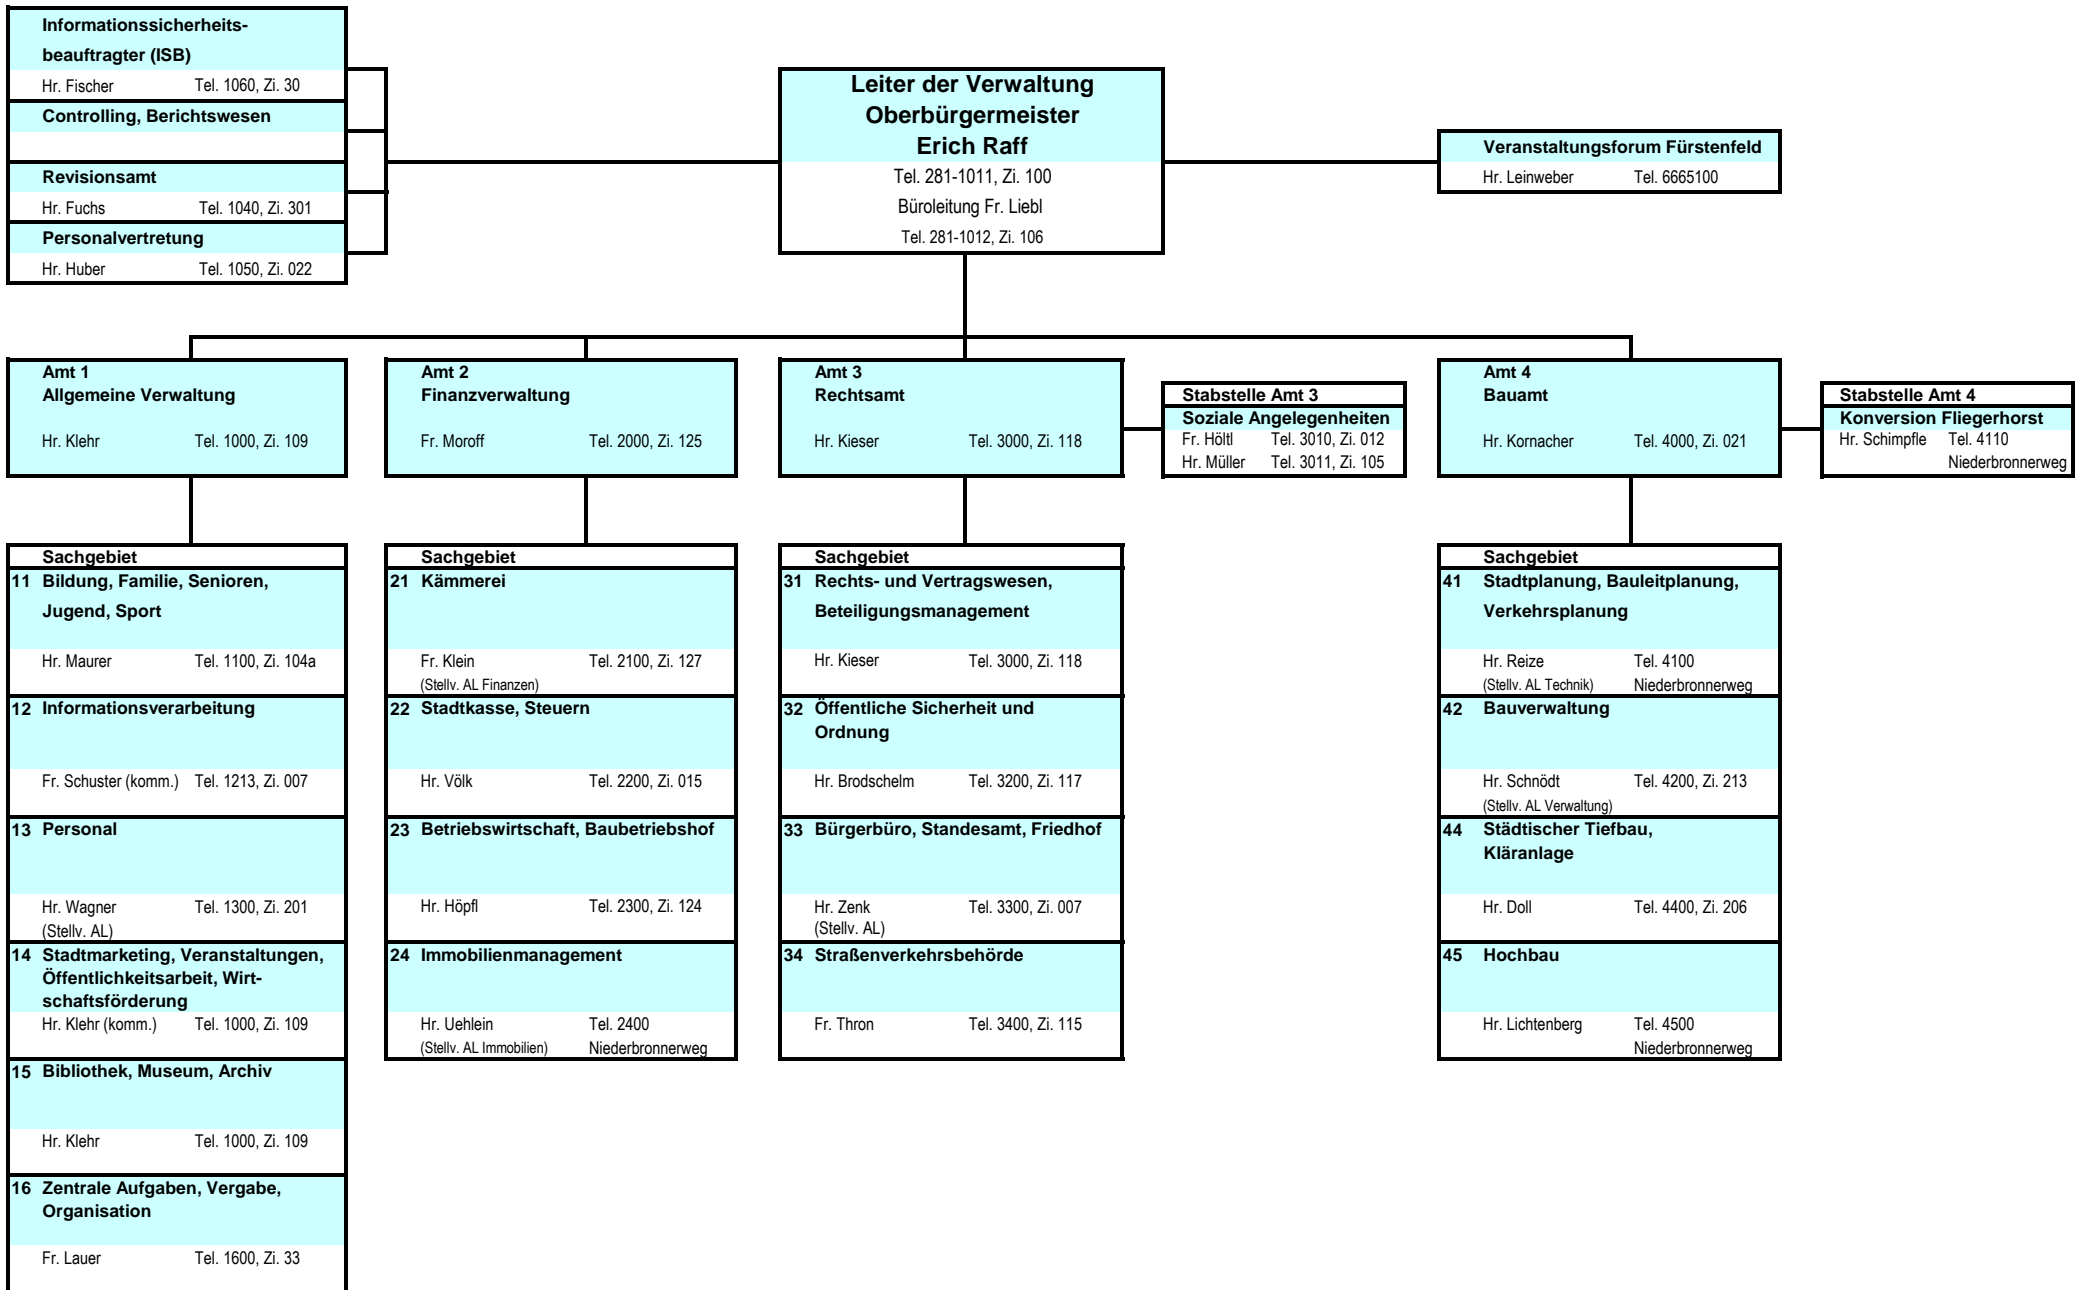 Informationssicherheits-
beauftragter (ISB)
Hr. Fischer Tel. 1060, Zi. 30
Controlling, Berichtswesen
Revisionsamt
Hr. Fuchs Tel. 1040, Zi. 301
Personalvertretung
Hr. Huber Tel. 1050, Zi. 022
Leiter der Verwaltung
Oberbürgermeister
Erich Raff
Tel. 281-1011, Zi. 100
Büroleitung Fr. Liebl
Tel. 281-1012, Zi. 106
Veranstaltungsforum Fürstenfeld
Hr. Leinweber Tel. 6665100
Amt 1
Allgemeine Verwaltung
Hr. Klehr Tel. 1000, Zi. 109
Amt 2
Finanzverwaltung
Fr. Moroff Tel. 2000, Zi. 125
Amt 3
Rechtsamt
Hr. Kieser Tel. 3000, Zi. 118
Stabstelle Amt 3
Soziale Angelegenheiten
Fr. Höltl Tel. 3010, Zi. 012
Hr. Müller Tel. 3011, Zi. 105
Amt 4
Bauamt
Hr. Kornacher Tel. 4000, Zi. 021
Stabstelle Amt 4
Konversion Fliegerhorst
Hr. Schimpfle Tel. 4110
Niederbronnerweg
Sachgebiet
11 Bildung, Familie, Senioren,
Jugend, Sport
Hr. Maurer Tel. 1100, Zi. 104a
12 Informationsverarbeitung
Fr. Schuster (komm.) Tel. 1213, Zi. 007
13 Personal
Hr. Wagner Tel. 1300, Zi. 201
(Stellv. AL)
14 Stadtmarketing, Veranstaltungen,
Öffentlichkeitsarbeit, Wirt-
schaftsförderung
Hr. Klehr (komm.) Tel. 1000, Zi. 109
15 Bibliothek, Museum, Archiv
Hr. Klehr Tel. 1000, Zi. 109
16 Zentrale Aufgaben, Vergabe,
Organisation
Fr. Lauer Tel. 1600, Zi. 33
Sachgebiet
21 Kämmerei
Fr. Klein Tel. 2100, Zi. 127
(Stellv. AL Finanzen)
22 Stadtkasse, Steuern
Hr. Völk Tel. 2200, Zi. 015
23 Betriebswirtschaft, Baubetriebshof
Hr. Höpfl Tel. 2300, Zi. 124
24 Immobilienmanagement
Hr. Uehlein Tel. 2400
(Stellv. AL Immobilien) Niederbronnerweg
Sachgebiet
31 Rechts- und Vertragswesen,
Beteiligungsmanagement
Hr. Kieser Tel. 3000, Zi. 118
32 Öffentliche Sicherheit und
Ordnung
Hr. Brodschelm Tel. 3200, Zi. 117
33 Bürgerbüro, Standesamt, Friedhof
Hr. Zenk Tel. 3300, Zi. 007
(Stellv. AL)
34 Straßenverkehrsbehörde
Fr. Thron Tel. 3400, Zi. 115
Sachgebiet
41 Stadtplanung, Bauleitplanung,
Verkehrsplanung
Hr. Reize Tel. 4100
(Stellv. AL Technik) Niederbronnerweg
42 Bauverwaltung
Hr. Schnödt Tel. 4200, Zi. 213
(Stellv. AL Verwaltung)
44 Städtischer Tiefbau,
Kläranlage
Hr. Doll Tel. 4400, Zi. 206
45 Hochbau
Hr. Lichtenberg Tel. 4500
Niederbronnerweg